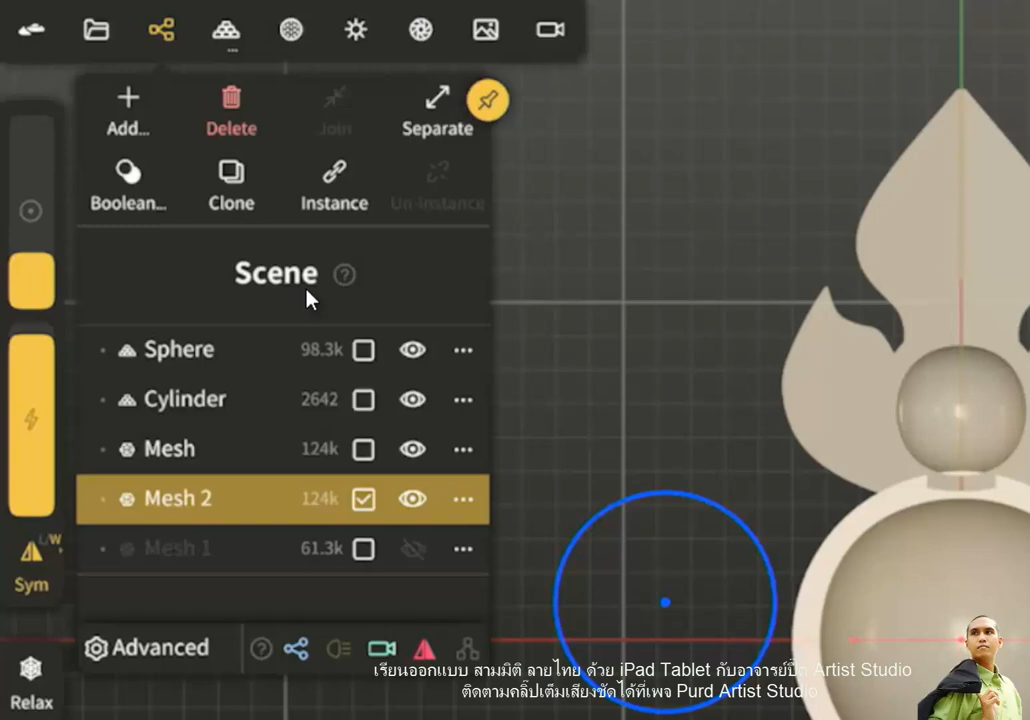 Add...
Delete
Join
Separate
Boolean...
Clone
Instance
Un-Instance
Scene ?
Sphere 98.3k
Cylinder 2642
Mesh 124k
Mesh 2 124k
Mesh 1 61.3k
L/W
Sym
Advanced ?
Relax
เรียนออกแบบ สามมิติ ลายไทย ด้วย iPad Tablet กับอาจารย์ปื๊ก Artist Studio
ติดตามคลิปเต็มเสียงชัดได้ที่เพจ Purd Artist Studio